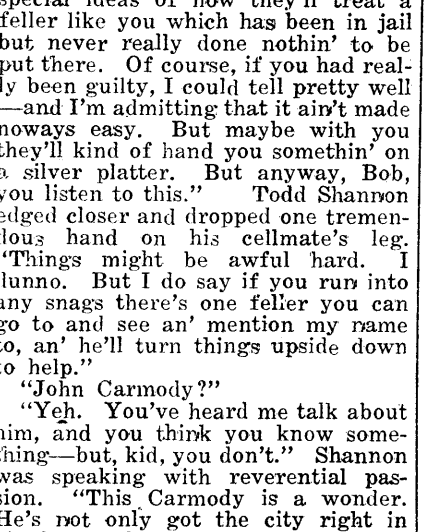 special ideas of how they'll treat a
feller like you which has been in jail
but never really done nothin' to be
put there. Of course, if you had real-
ly been guilty, I could tell pretty well
—and I'm admitting that it ain't made
noways easy. But maybe with you
they'll kind of hand you somethin' on
a silver platter. But anyway, Bob,
you listen to this." Todd Shannon
edged closer and dropped one tremen-
dous hand on his cellmate's leg.
"Things might be awful hard. I
dunno. But I do say if you run into
any snags there's one feller you can
go to and see an' mention my name
to, an' he'll turn things upside down
to help."
"John Carmody?"
"Yeh. You've heard me talk about
him, and you think you know some-
thing—but, kid, you don't." Shannon
was speaking with reverential pas-
sion. "This Carmody is a wonder.
He's not only got the city right in